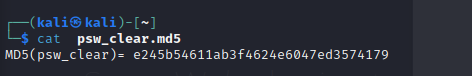 ┌──(kali㉿kali)-[~]
└─$ cat psw_clear.md5
MD5(psw_clear)= e245b54611ab3f4624e6047ed3574179